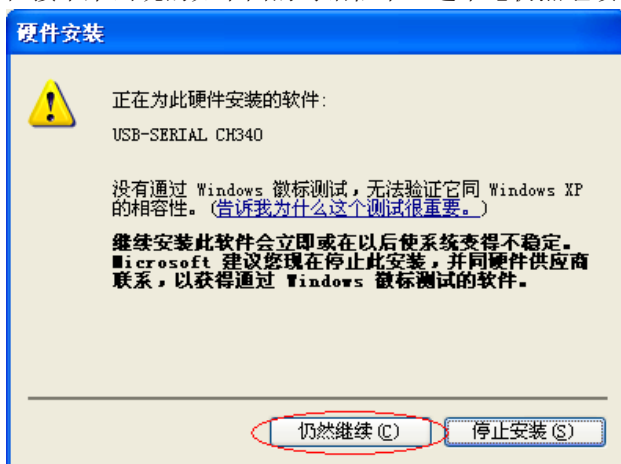 硬件安装
正在为此硬件安装的软件:
USB-SERIAL CH340
没有通过 Windows 徽标测试，无法验证它同 Windows XP
的相容性。(告诉我为什么这个测试很重要。)
继续安装此软件会立即或在以后使系统变得不稳定。
Microsoft 建议您现在停止此安装，并同硬件供应商
联系，以获得通过 Windows 徽标测试的软件。
仍然继续(C)
停止安装(S)